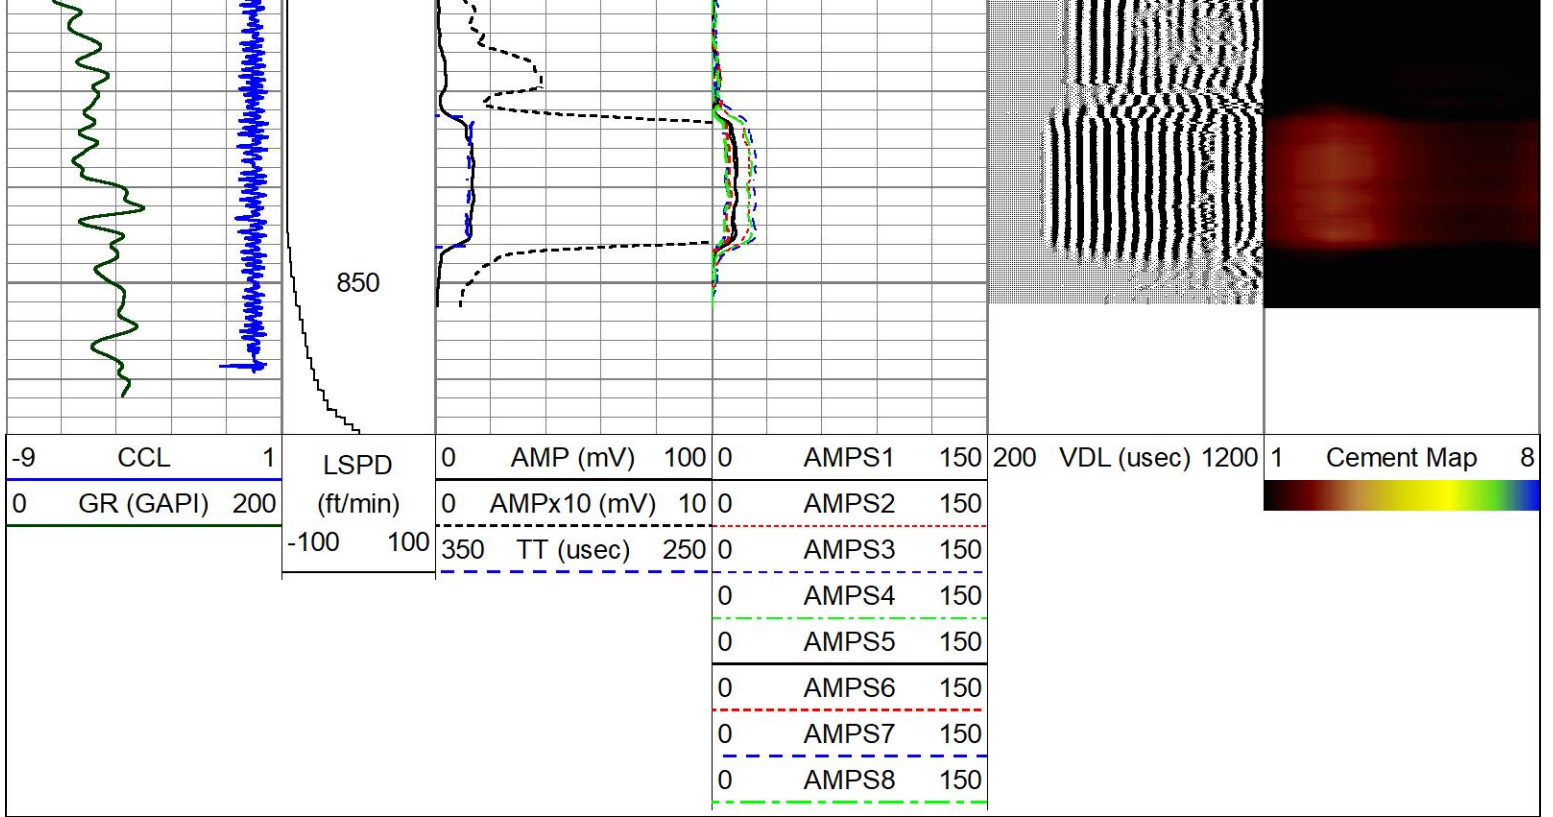 850
-9 CCL 1
0 GR (GAPI) 200
LSPD
(ft/min)
-100 100
0 AMP (mV) 100
0 AMPx10 (mV) 10
350 TT (usec) 250
0 AMPS1 150
0 AMPS2 150
0 AMPS3 150
0 AMPS4 150
0 AMPS5 150
0 AMPS6 150
0 AMPS7 150
0 AMPS8 150
200 VDL (usec) 1200
1 Cement Map 8